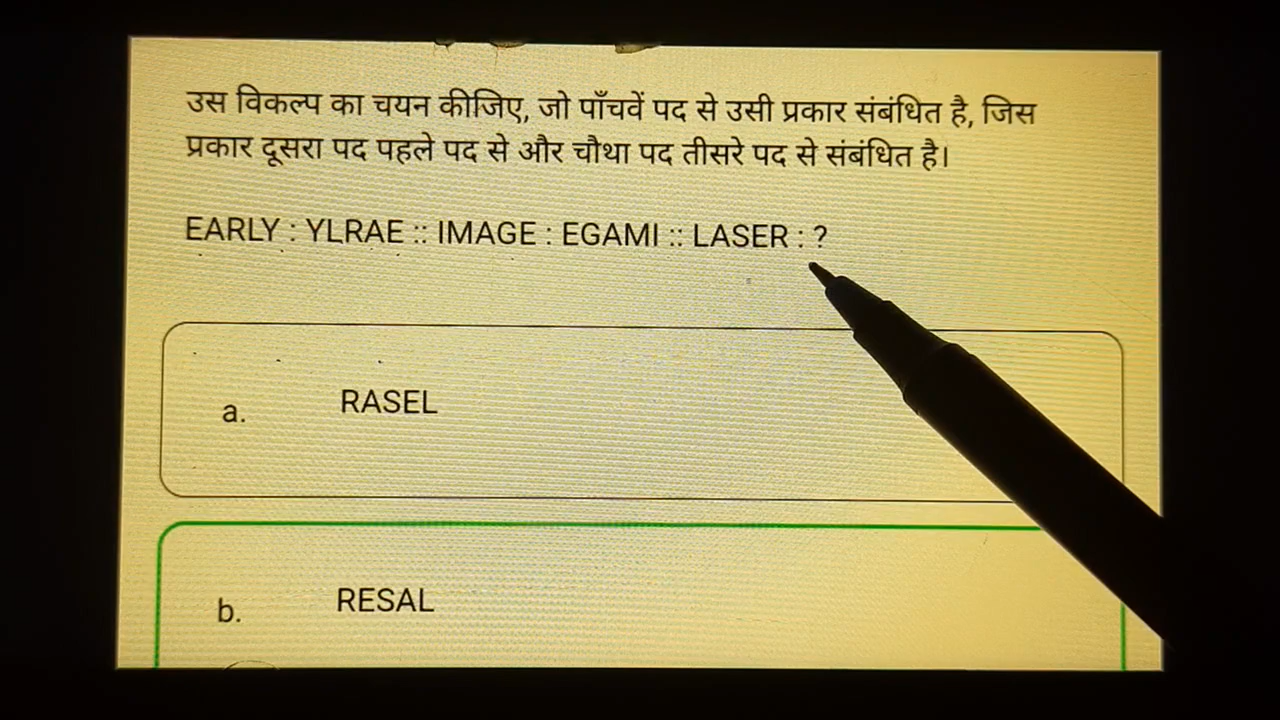 उस विकल्प का चयन कीजिए, जो पाँचवें पद से उसी प्रकार संबंधित है, जिस
प्रकार दूसरा पद पहले पद से और चौथा पद तीसरे पद से संबंधित है।
EARLY : YLRAE :: IMAGE : EGAMI :: LASER : ?
a. RASEL
b. RESAL